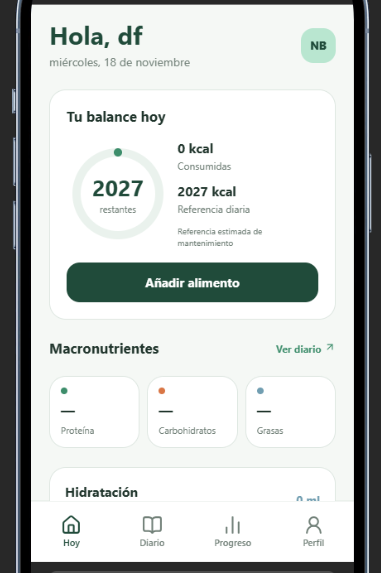 Hola, df
NB
miércoles, 18 de noviembre
Tu balance hoy
0 kcal
Consumidas
2027
restantes
2027 kcal
Referencia diaria
Referencia estimada de
mantenimiento
Añadir alimento
Macronutrientes
Ver diario
—
Proteína
—
Carbohidratos
—
Grasas
Hidratación
0 ml
Hoy
Diario
Progreso
Perfil